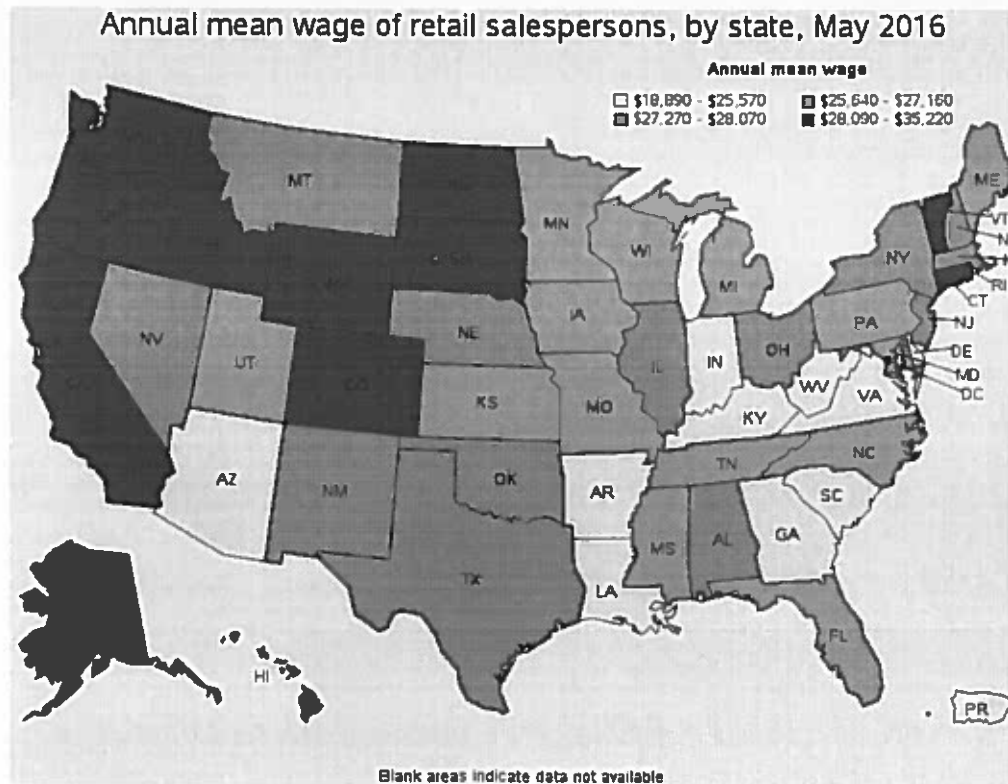 Annual mean wage of retail salespersons, by state, May 2016
Annual mean wage
$18,890 - $25,570
$25,640 - $27,160
$27,270 - $28,070
$28,090 - $35,220
MT
ME
MN
VT
WI
NY
MI
RI
CT
IA
PA
NJ
NE
NV
OH
DE
UT
IL
IN
MD
CO
WV
DC
KS
VA
CA
MO
KY
NC
TN
AZ
OK
NM
AR
SC
MS
AL
GA
TX
LA
FL
HI
PR
Blank areas indicate data not available